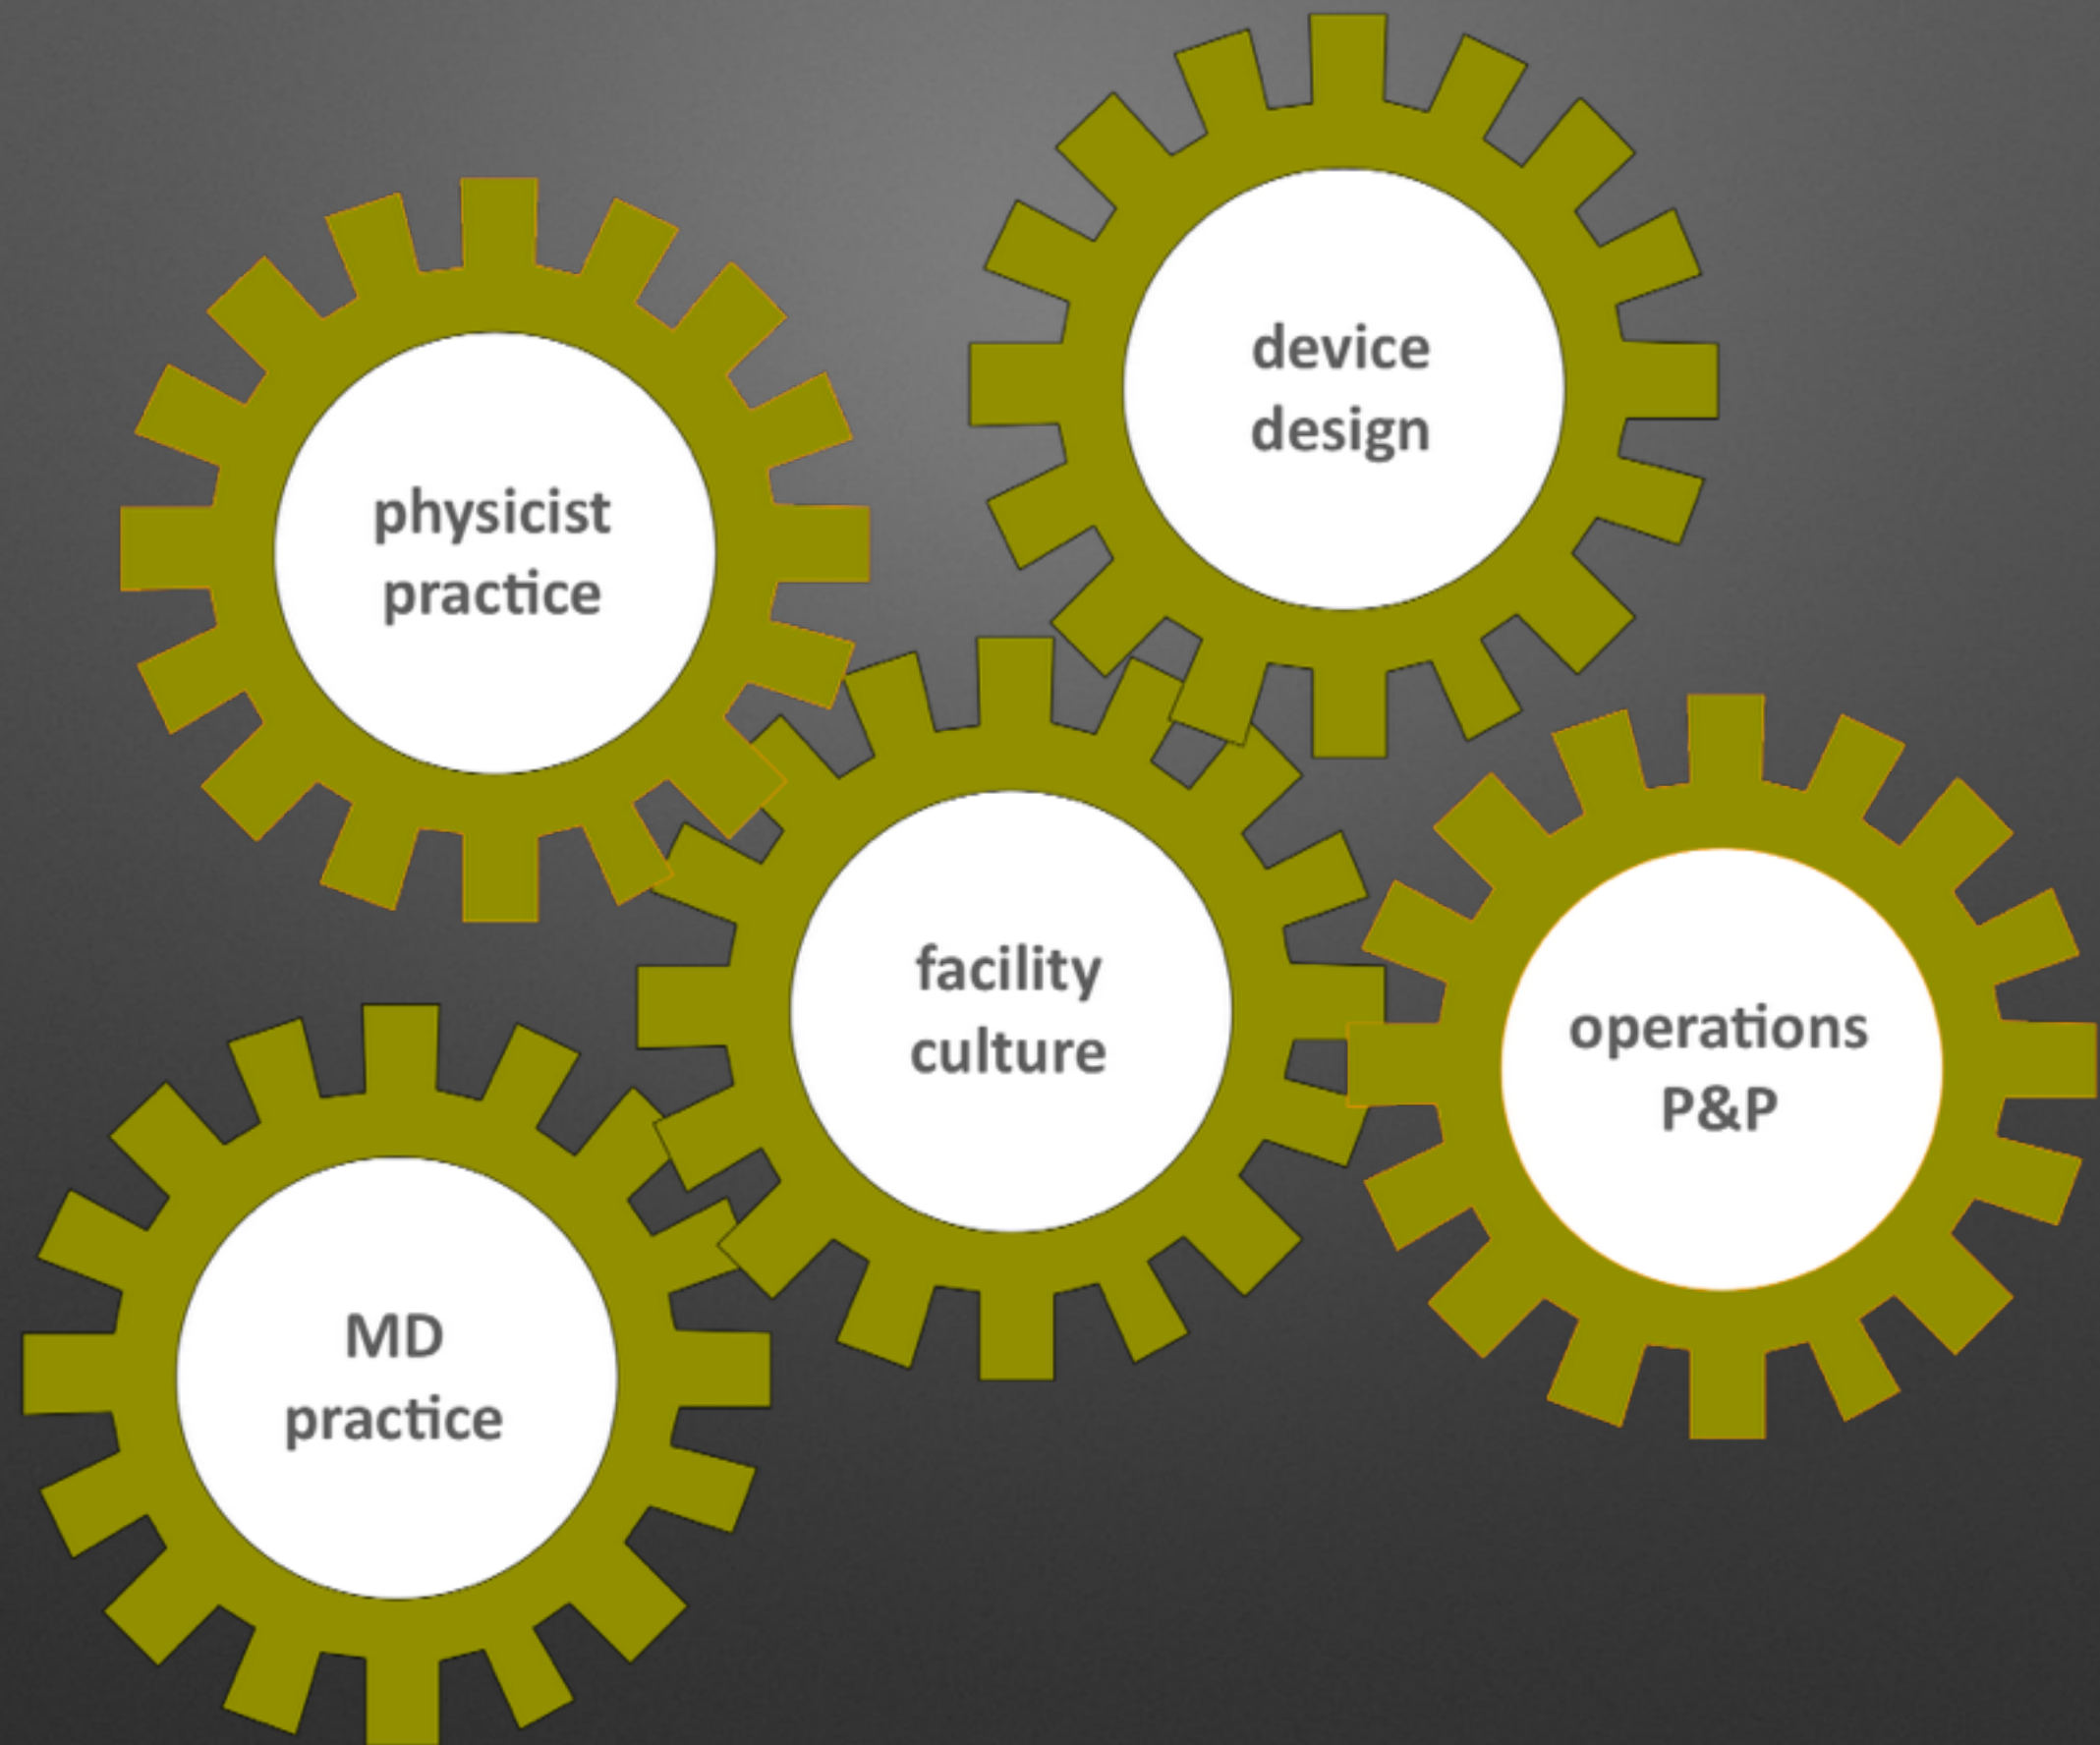 device
design
physicist
practice
facility
culture
operations
P&P
MD
practice